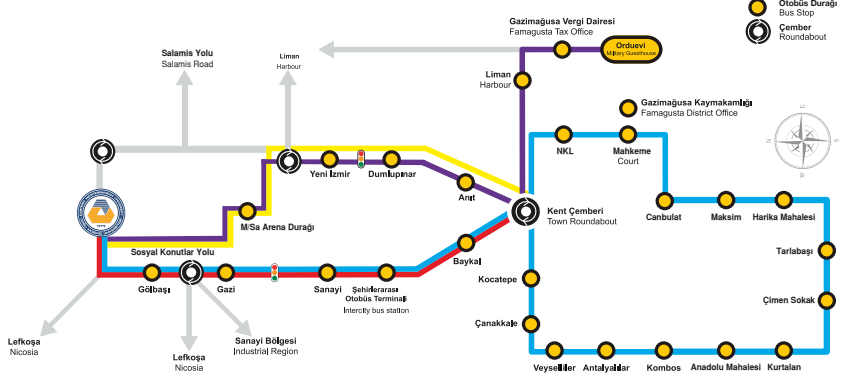 Otobüs Durağı
Bus Stop
Çember
Roundabout
Gazimağusa Vergi Dairesi
Famagusta Tax Office
Orduevi
Military Guesthouse
Salamis Yolu
Salamis Road
Liman
Harbour
Liman
Harbour
Gazimağusa Kaymakamlığı
Famagusta District Office
E
N
S
W
NKL
Mahkeme
Court
Yeni İzmir
Dumlupınar
Anıt
Canbulat
Maksim
Harika Mahalesi
Kent Çemberi
Town Roundabout
M/Sa Arena Durağı
Sosyal Konutlar Yolu
Tarlabaşı
Baykal
Kocatepe
Gölbaşı
Gazi
Sanayi
Şehirlerarası
Otobüs Terminali
Intercity bus station
Çimen Sokak
Çanakkale
Lefkoşa
Nicosia
Sanayi Bölgesi
Industrial Region
Lefkoşa
Nicosia
Veyseliler
Antalyalılar
Kombos
Anadolu Mahalesi
Kurtalan